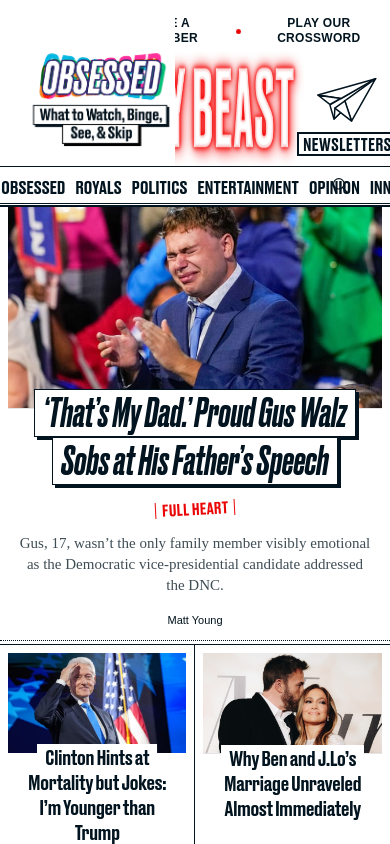 E A
BER
PLAY OUR
CROSSWORD
OBSESSED
What to Watch, Binge,
See, & Skip
Y BEAST
NEWSLETTERS
OBSESSED ROYALS POLITICS ENTERTAINMENT OPINION INN
‘That’s My Dad.’ Proud Gus Walz
Sobs at His Father’s Speech
FULL HEART
Gus, 17, wasn’t the only family member visibly emotional
as the Democratic vice-presidential candidate addressed
the DNC.
Matt Young
Clinton Hints at
Mortality but Jokes:
I’m Younger than
Trump
Why Ben and J.Lo’s
Marriage Unraveled
Almost Immediately